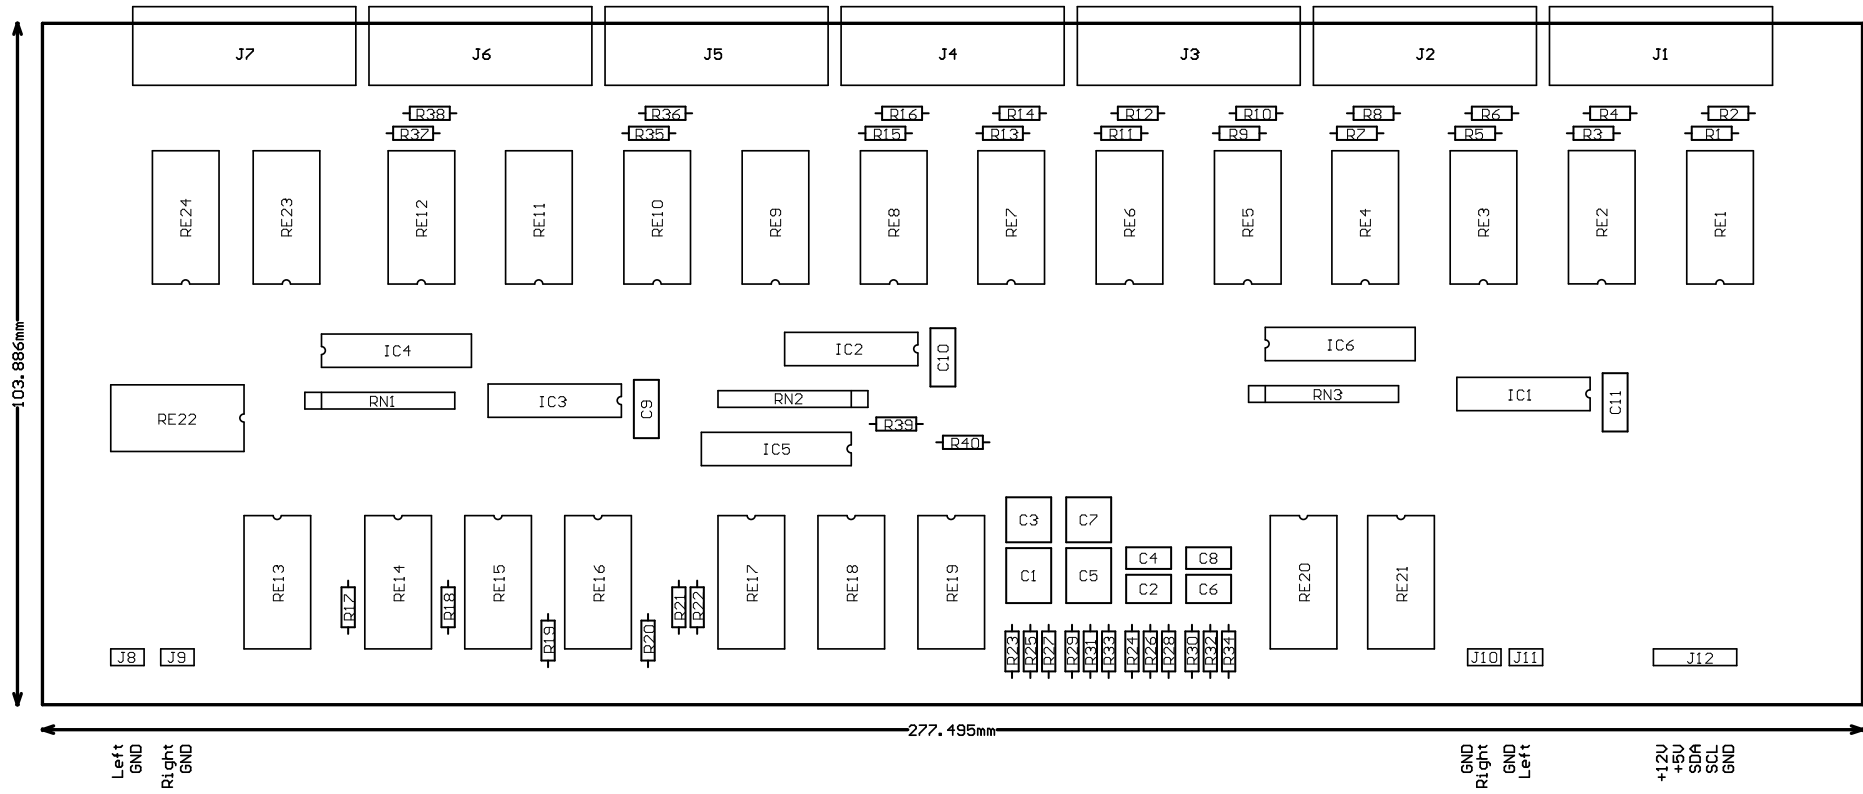 J7 J6 J5 J4 J3 J2 J1
R38 R36 R16 R14 R12 R10 R8 R6 R4 R2
R37 R35 R15 R13 R11 R9 R7 R5 R3 R1
RE24 RE23 RE12 RE11 RE10 RE9 RE8 RE7 RE6 RE5 RE4 RE3 RE2 RE1
103.886mm
IC4 IC2 C10 IC6
RE22 RN1 IC3 C9 RN2 RN3 IC1 C11
R39
IC5 R40
C3 C7
C4 C8
RE13 RE14 RE15 RE16 RE17 RE18 RE19 C1 C5 C2 C6 RE20 RE21
R17 R18 R21 R22
R19 R20
R23 R25 R27 R29 R31 R33 R24 R26 R28 R30 R32 R34
J8 J9 J10 J11 J12
277.495mm
Left
GND
Right
GND
GND
Right
GND
Left
+12V
+5V
SDA
SCL
GND